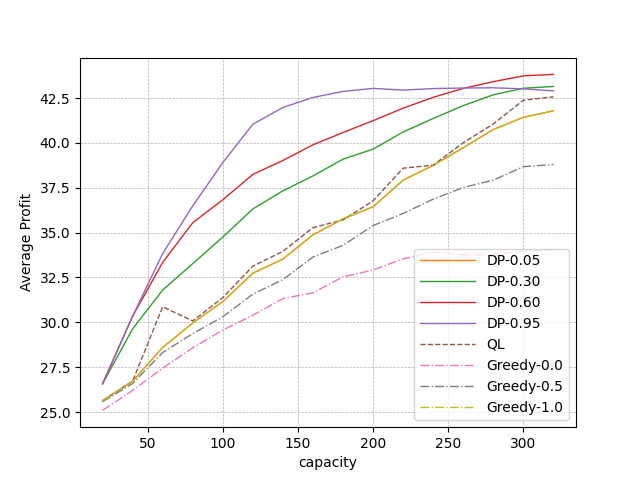 42.5
40.0
37.5
35.0
32.5
30.0
27.5
25.0
Average Profit
DP-0.05
DP-0.30
DP-0.60
DP-0.95
QL
Greedy-0.0
Greedy-0.5
Greedy-1.0
50 100 150 200 250 300
capacity